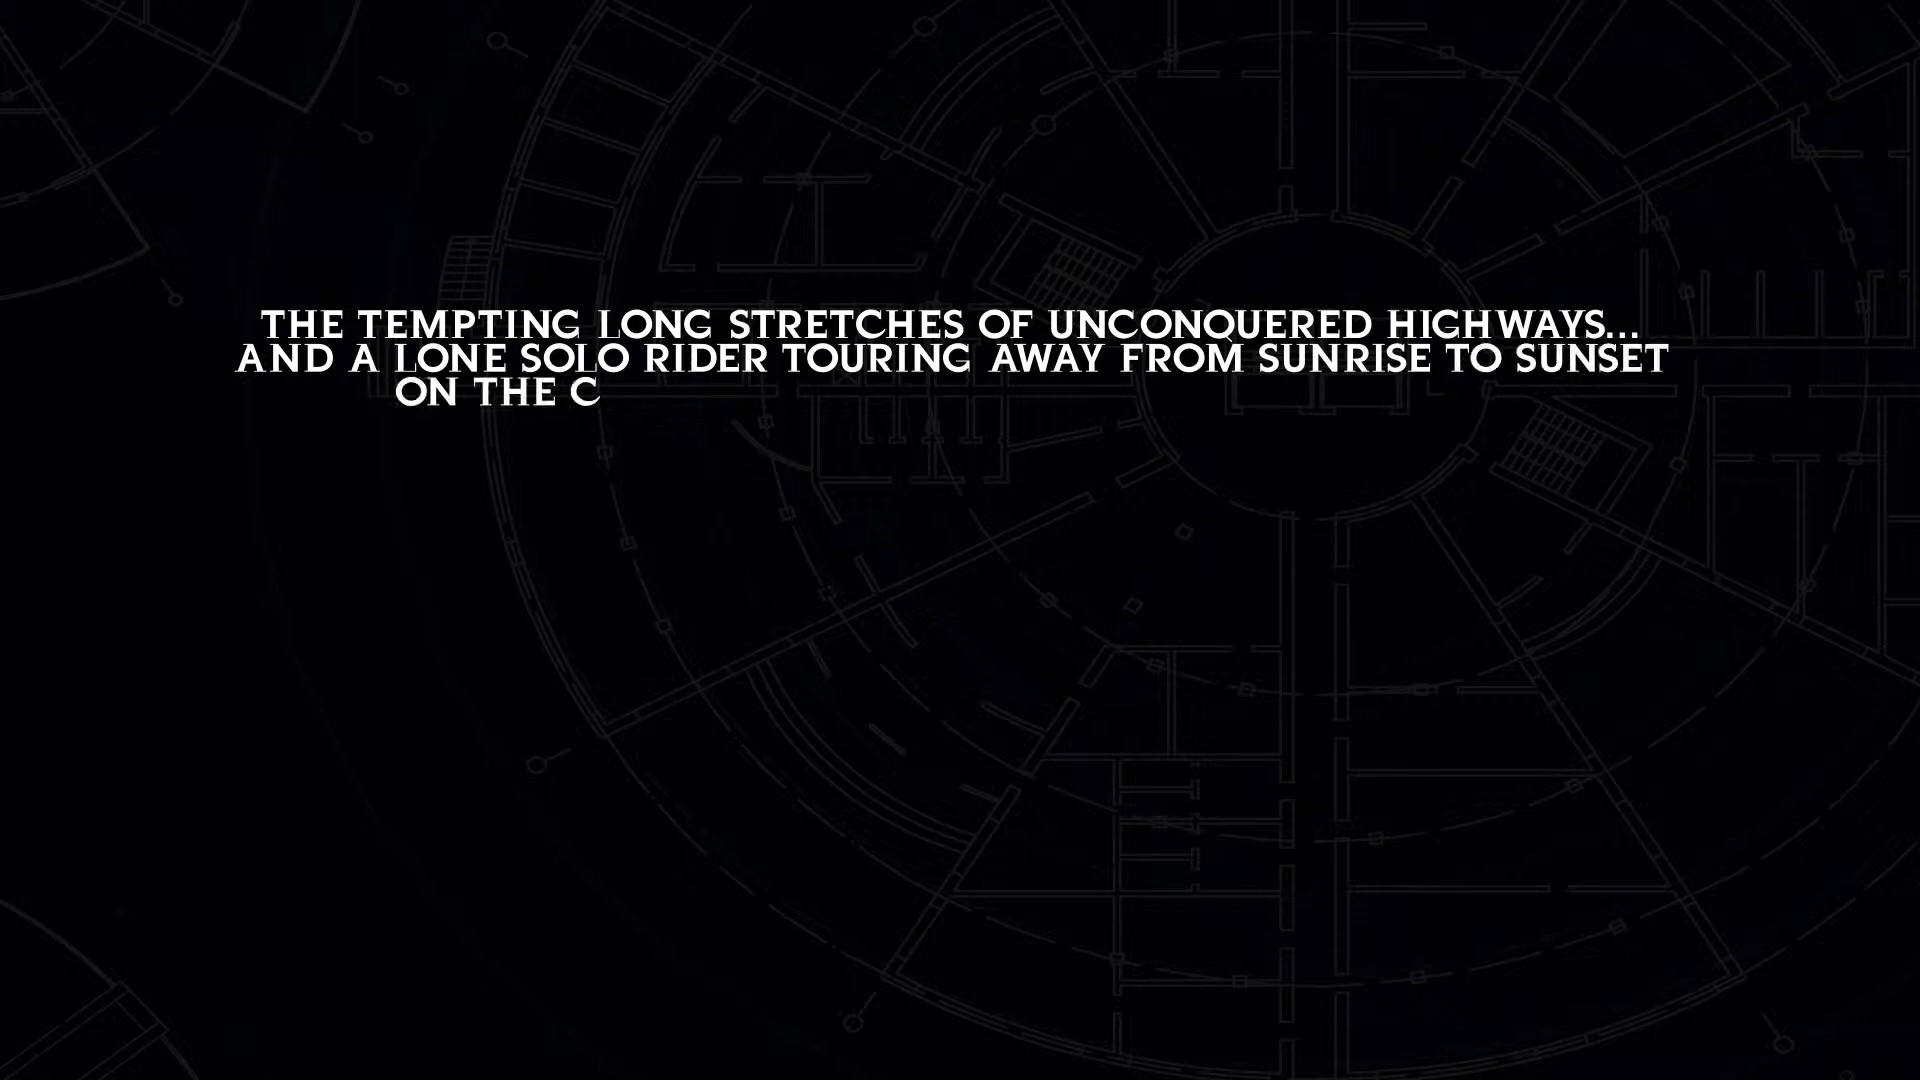 THE TEMPTING LONG STRETCHES OF UNCONQUERED HIGHWAYS...
AND A LONE SOLO RIDER TOURING AWAY FROM SUNRISE TO SUNSET
ON THE C